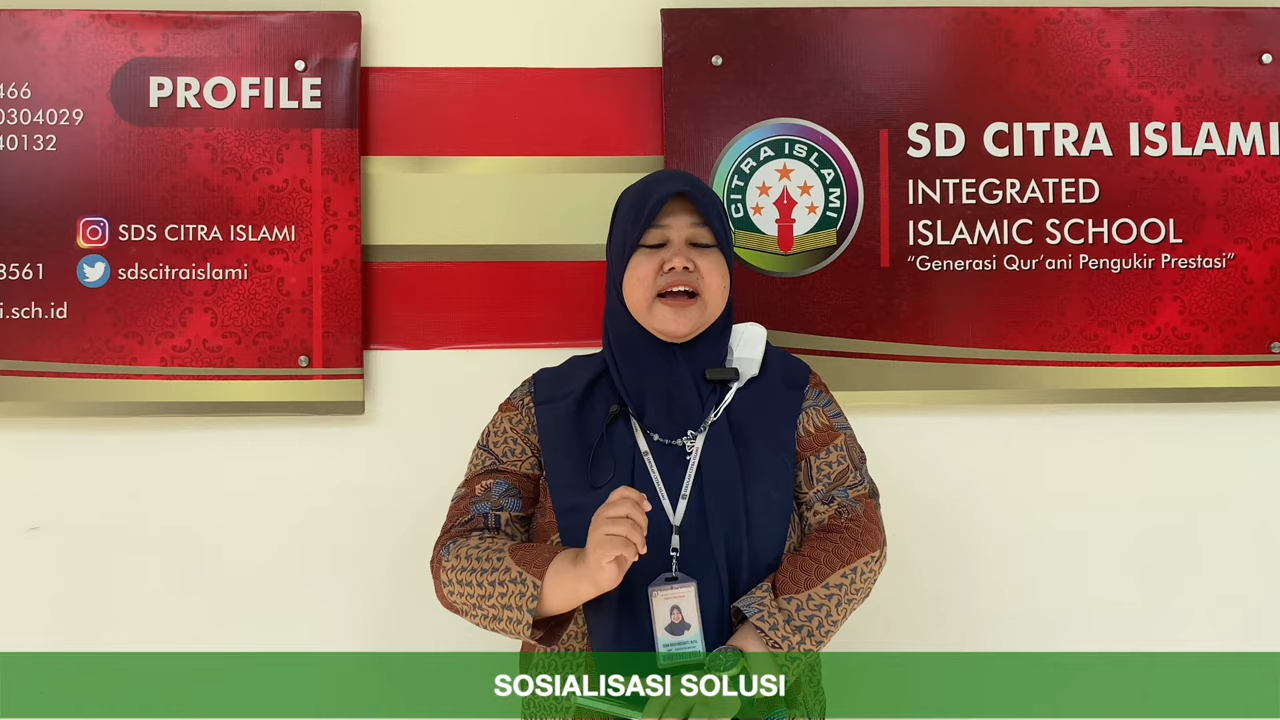 466
0304029
40132
PROFILE
SDS CITRA ISLAMI
3561
sdscitraislami
i.sch.id
CITRA ISLAMI
SD CITRA ISLAMI
INTEGRATED
ISLAMIC SCHOOL
“Generasi Qur’ani Pengukir Prestasi”
SOSIALISASI SOLUSI